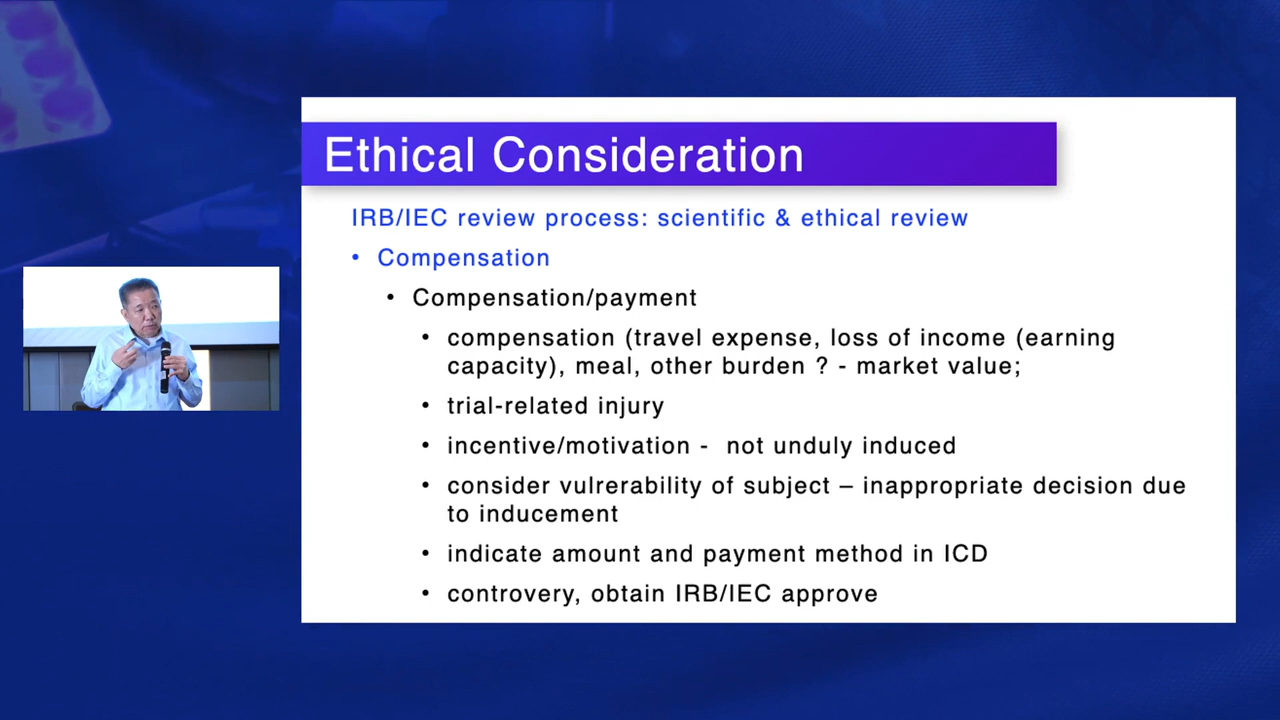 Ethical Consideration
IRB/IEC review process: scientific & ethical review
• Compensation
• Compensation/payment
• compensation (travel expense, loss of income (earning
capacity), meal, other burden ? - market value;
• trial-related injury
• incentive/motivation - not unduly induced
• consider vulrerability of subject – inappropriate decision due
to inducement
• indicate amount and payment method in ICD
• controvery, obtain IRB/IEC approve